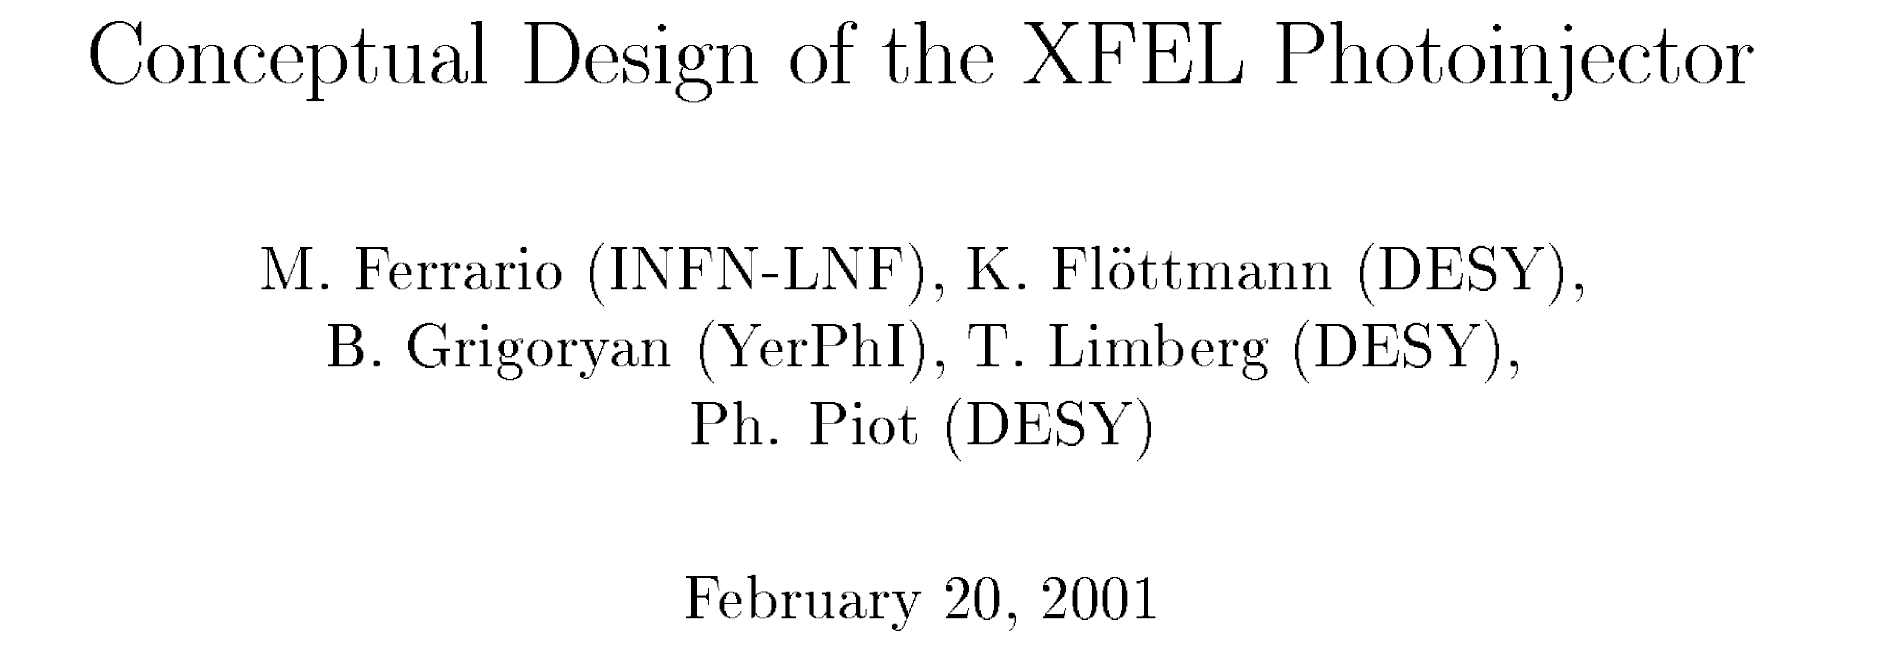 Conceptual Design of the XFEL Photoinjector
M. Ferrario (INFN-LNF), K. Flöttmann (DESY),
B. Grigoryan (YerPhI), T. Limberg (DESY),
Ph. Piot (DESY)
February 20, 2001